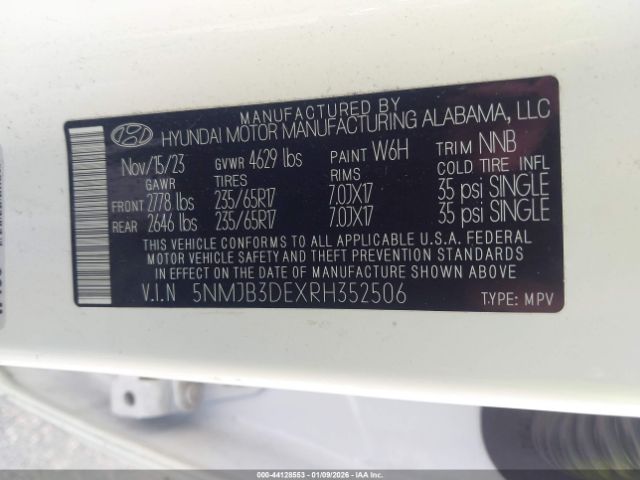 MANUFACTURED BY
HYUNDAI MOTOR MANUFACTURING ALABAMA, LLC
Nov/15/23 GVWR 4629 lbs PAINT W6H TRIM NNB
GAWR TIRES RIMS COLD TIRE INFL
FRONT 2778 lbs 235/65R17 7.0JX17 35 psi SINGLE
REAR 2646 lbs 235/65R17 7.0JX17 35 psi SINGLE
THIS VEHICLE CONFORMS TO ALL APPLICABLE U.S.A. FEDERAL
MOTOR VEHICLE SAFETY BUMPER AND THEFT PREVENTION STANDARDS
IN EFFECT ON THE DATE OF MANUFACTURE SHOWN ABOVE
V.I.N 5NMJB3DEXRH352506 TYPE: MPV
000-44128553 - 01/09/2026 - IAA Inc.